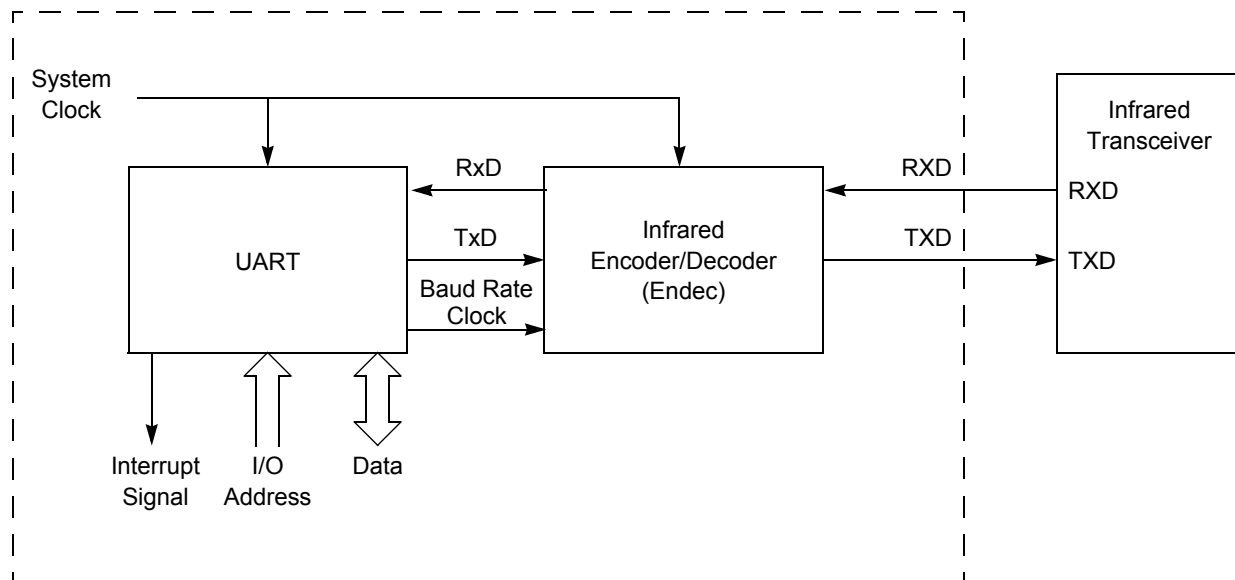 System
Clock
Infrared
Transceiver
RxD
RXD
RXD
TxD
Infrared
Encoder/Decoder
(Endec)
UART
TXD
TXD
Baud Rate
Clock
Interrupt
Signal
I/O
Address
Data